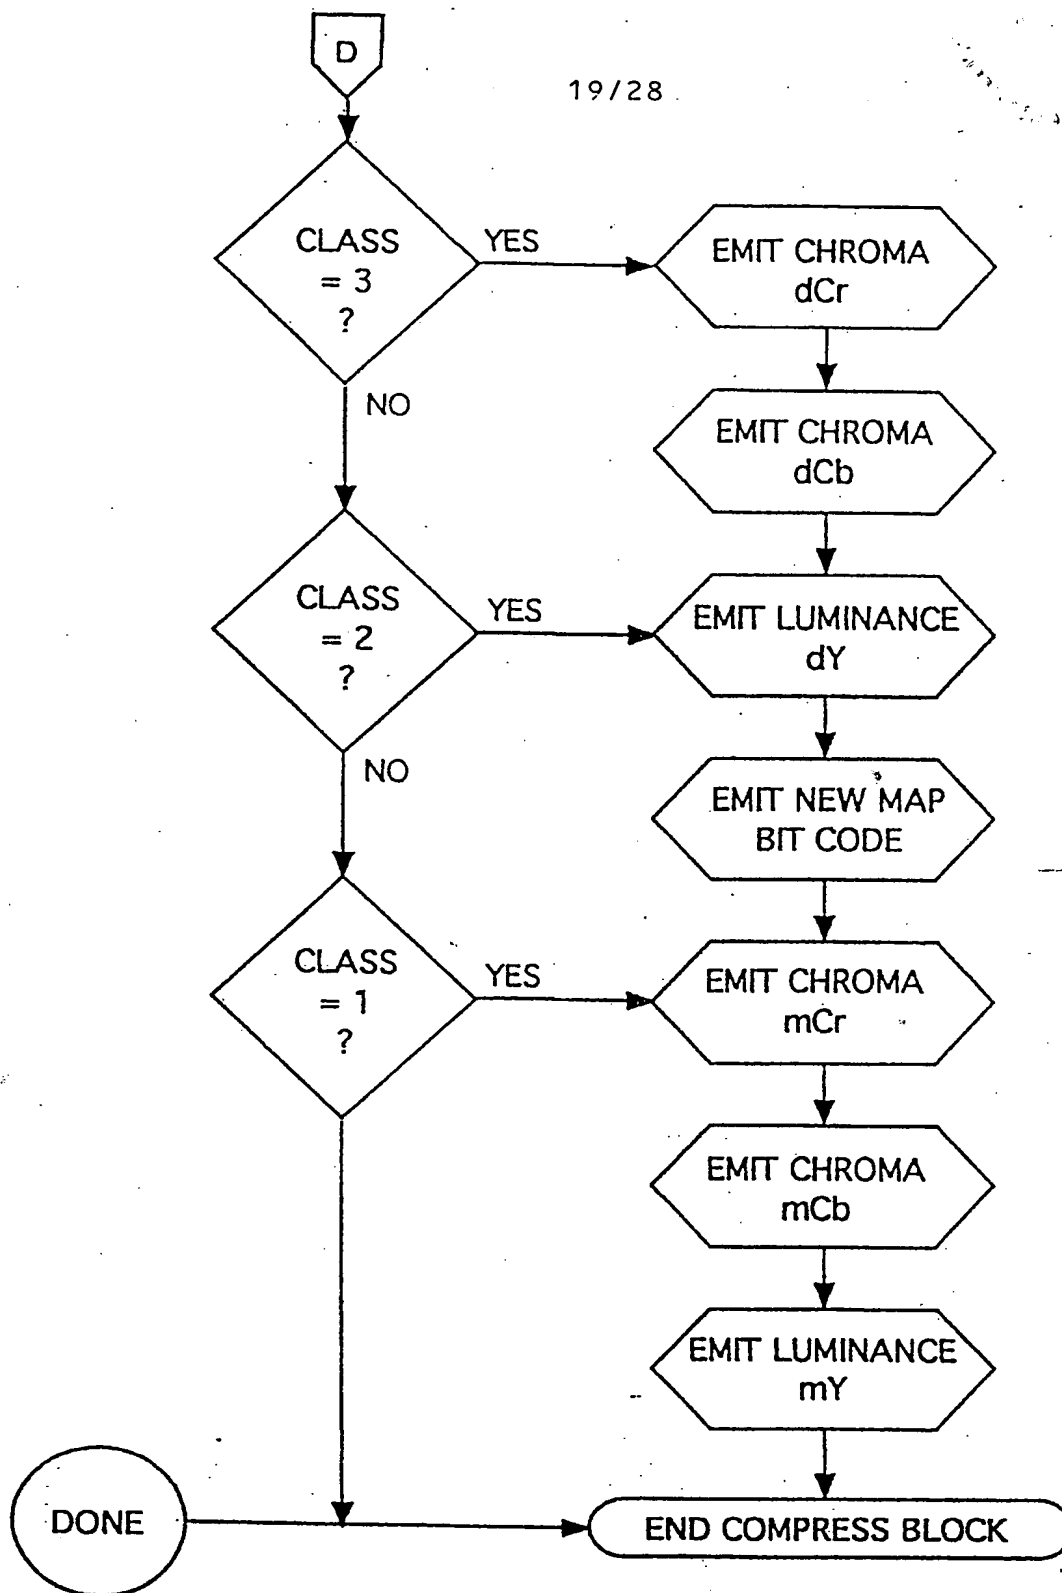 D
19/28
CLASS
= 3
?
YES
EMIT CHROMA
dCr
NO
EMIT CHROMA
dCb
CLASS
= 2
?
YES
EMIT LUMINANCE
dY
NO
EMIT NEW MAP
BIT CODE
CLASS
= 1
?
YES
EMIT CHROMA
mCr
EMIT CHROMA
mCb
EMIT LUMINANCE
mY
DONE
END COMPRESS BLOCK